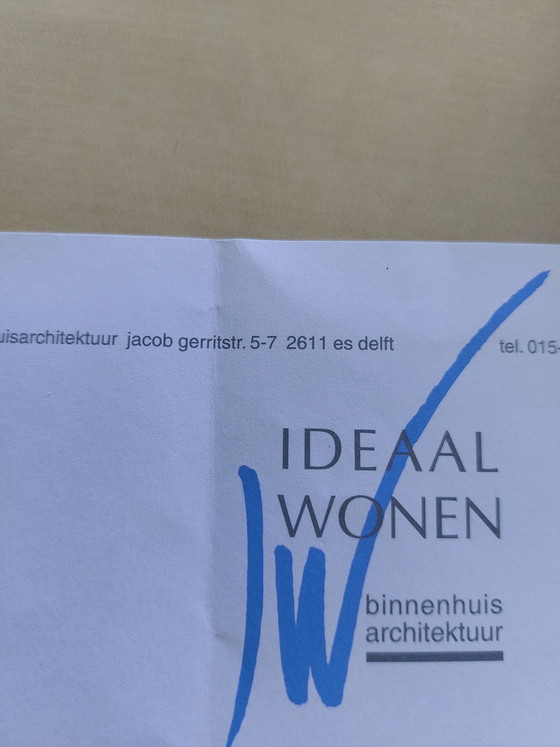 uisarchitektuur jacob gerritstr. 5-7 2611 es delft tel. 015-
IDEAAL
WONEN
binnenhuis
architektuur